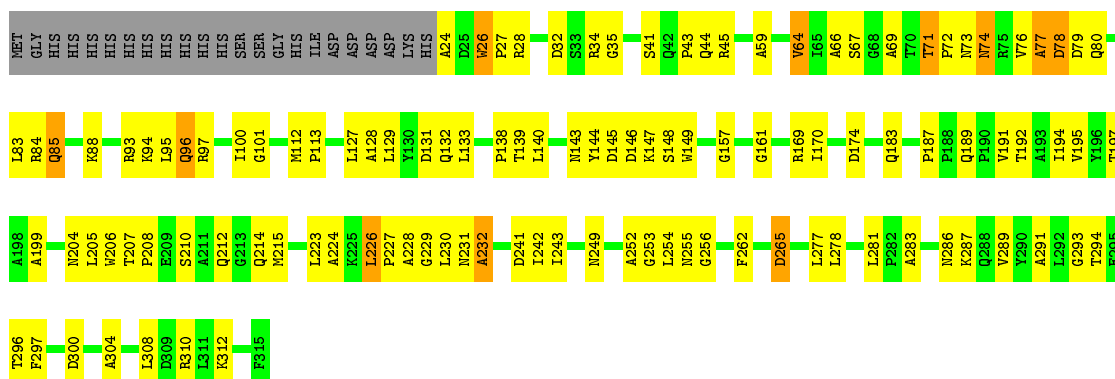 MET GLY HIS HIS HIS HIS HIS HIS HIS HIS HIS HIS SER SER GLY HIS ILE ASP ASP ASP ASP LYS HIS A24 D25 W26 P27 R28 D32 S33 R34 G35 S41 Q42 P43 Q44 R45 A59 V64 I65 A66 S67 G68 A69 T70 T71 P72 N73 N74 R75 V76 A77 D78 D79 Q80
L83 R84 Q85 K88 R93 K94 L95 Q96 R97 I100 G101 M112 P113 L127 A128 L129 Y130 D131 Q132 L133 P138 T139 L140 N143 Y144 D145 D146 K147 S148 W149 G157 G161 R169 I170 D174 Q183 P187 P188 Q189 P190 V191 T192 A193 I194 V195 Y196 T197
A198 A199 N204 L205 W206 T207 P208 E209 S210 A211 Q212 G213 Q214 M215 L223 A224 K225 L226 P227 A228 G229 L230 N231 A232 D241 I242 I243 N249 A252 G253 L254 N255 G256 F262 D265 L277 L278 L281 P282 A283 N286 K287 Q288 V289 Y290 A291 L292 G293 T294 E295
T296 F297 D300 A304 L308 D309 R310 L311 K312 F315